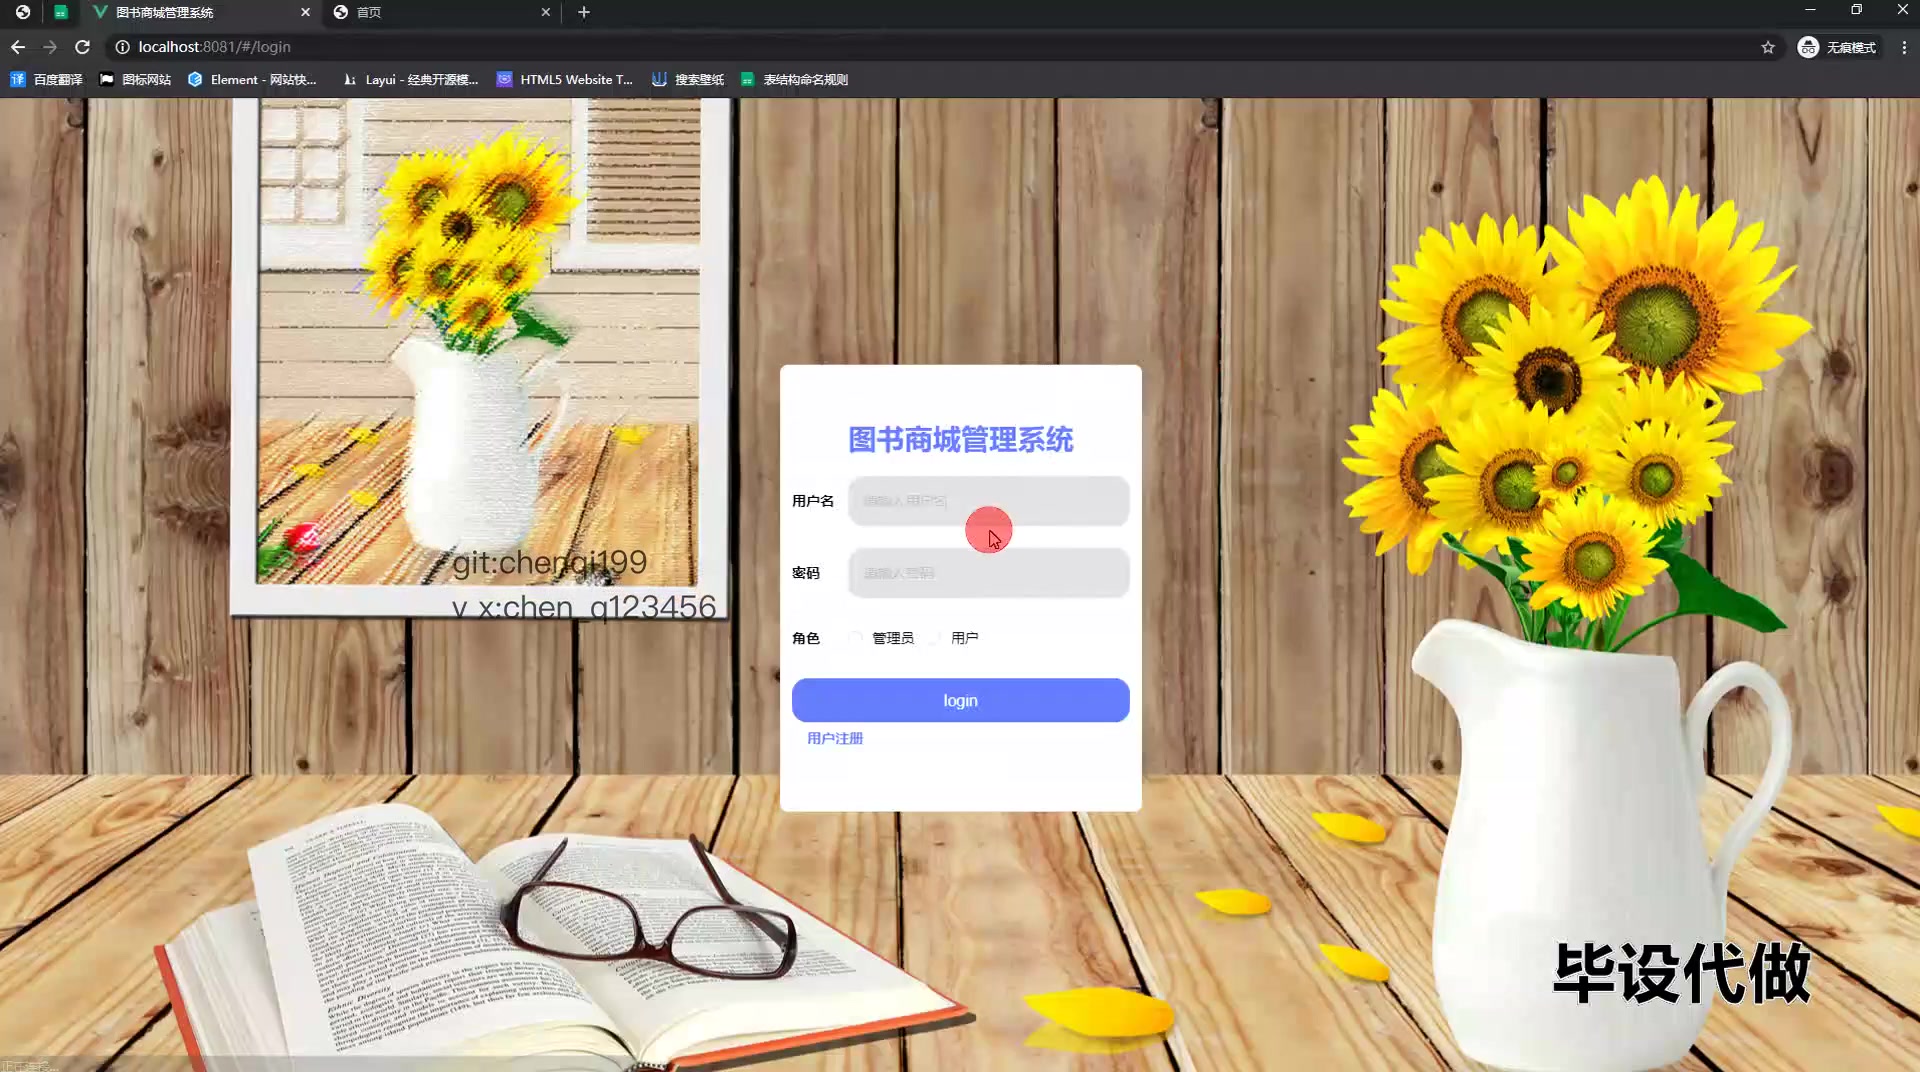 图书商城管理系统
首页
localhost:8081/#/login
无痕模式
百度翻译
图标网站
Element - 网站快...
Layui - 经典开源模...
HTML5 Website T...
搜索壁纸
表结构命名规则
图书商城管理系统
用户名
请输入用户名
密码
请输入密码
角色
管理员
用户
login
用户注册
git:chenqi199
v_x:chen_q123456
毕设代做